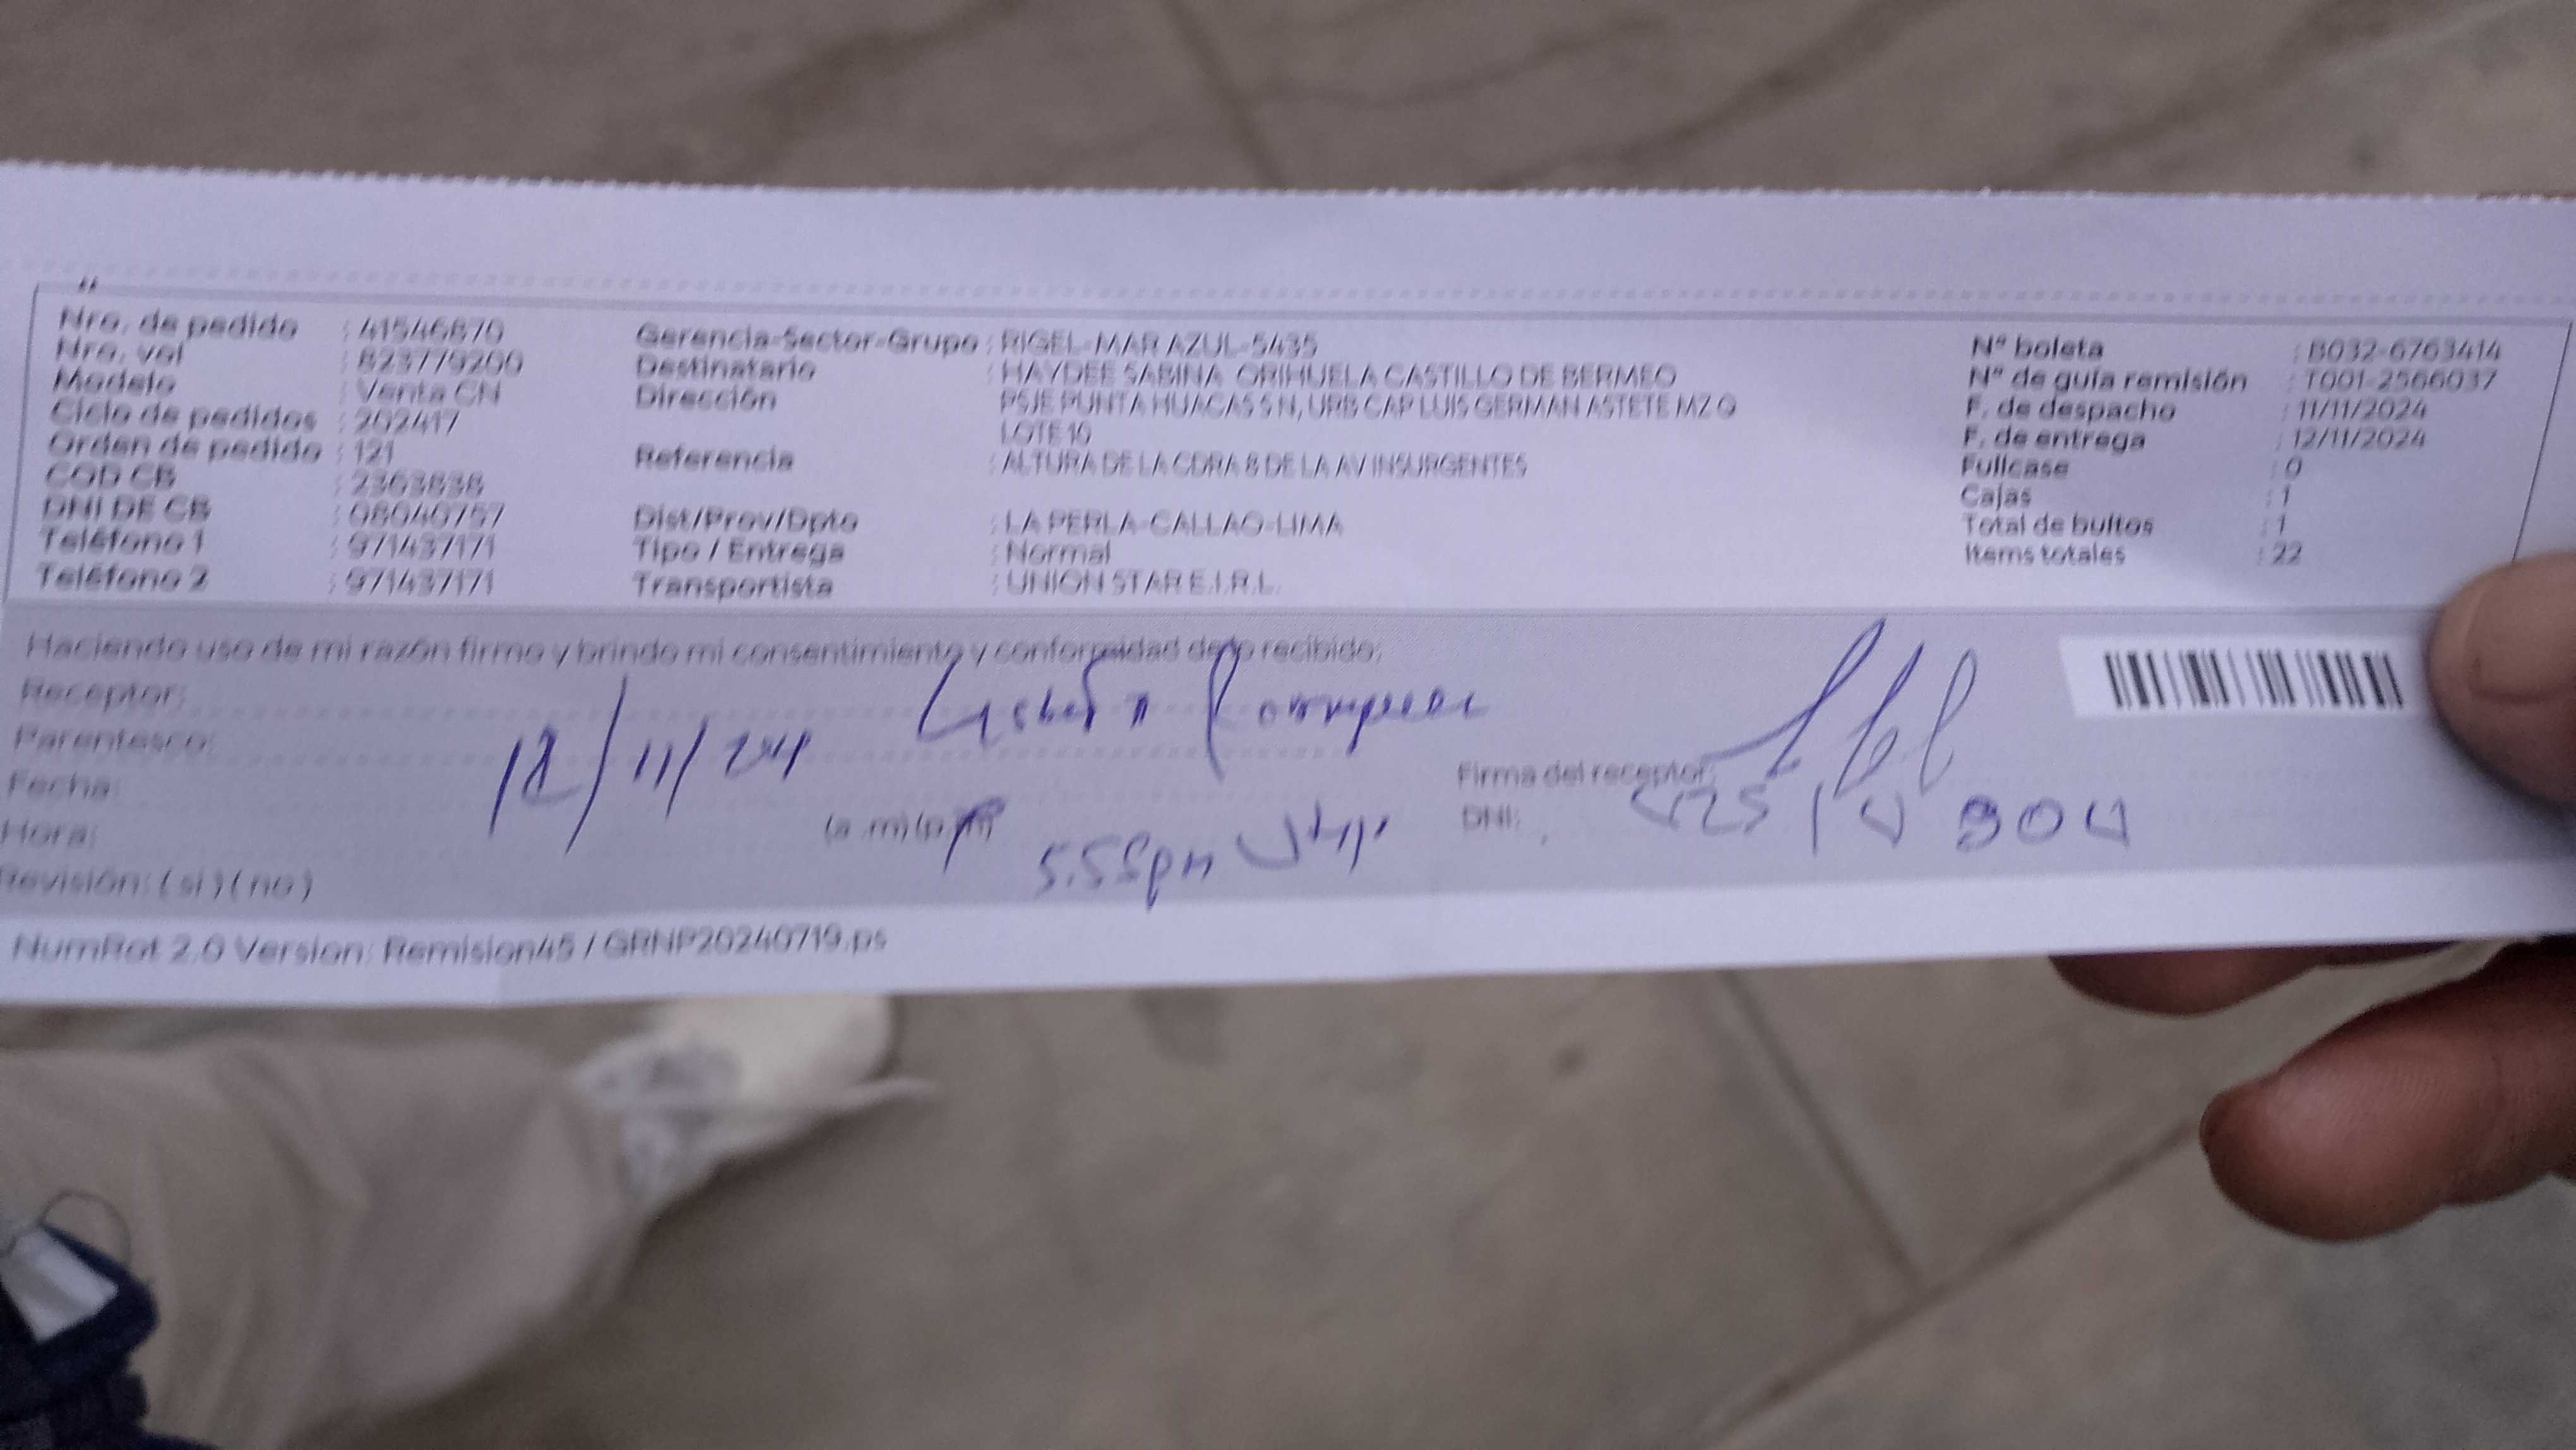 Nro. de pedido : 41546870
Nro. vol : 823779200
Modelo : Venta CN
Ciclo de pedidos : 202417
Orden de pedido : 121
COD CB : 2363838
DNI DE CB : 08040757
Teléfono 1 : 971437171
Teléfono 2 : 971437171
Gerencia-Sector-Grupo : RIGEL-MAR AZUL-5435
Destinatario : HAYDEE SABINA ORIHUELA CASTILLO DE BERMEO
Dirección : PSJE PUNTA HUACAS S N, URB CAP LUIS GERMAN ASTETE MZ Q
LOTE 10
Referencia : ALTURA DE LA CDRA 8 DE LA AV INSURGENTES
Dist/Prov/Dpto : LA PERLA-CALLAO-LIMA
Tipo / Entrega : Normal
Transportista : UNION STAR E.I.R.L.
N° boleta : B032-6763414
N° de guía remisión : T001-2566037
F. de despacho : 11/11/2024
F. de entrega : 12/11/2024
Fullcase : 0
Cajas : 1
Total de bultos : 1
Items totales : 22
Haciendo uso de mi razón firmo y brindo mi consentimiento y conformidad de lo recibido;
Receptor:
Parentesco:
Fecha: 12/11/24
Hora: (a .m) (p.m) 5.55pm
Revisión: ( si ) ( no )
Firma del receptor:
DNI:
NumRot 2.0 Version: Remision45 / GRNP20240719.ps